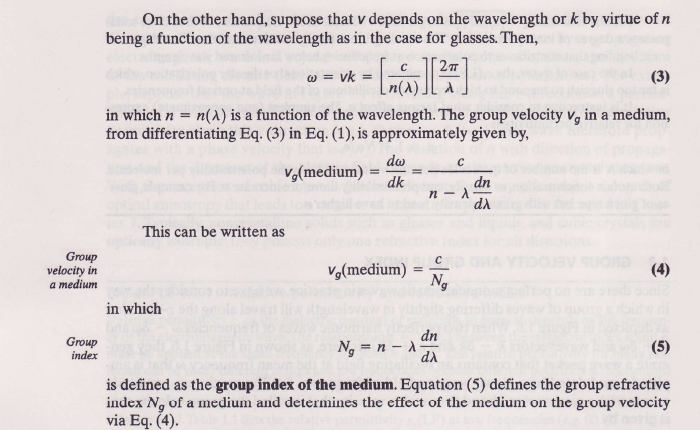 On the other hand, suppose that v depends on the wavelength or k by virtue of n
being a function of the wavelength as in the case for glasses. Then,
ω = vk = [c / n(λ)][2π / λ] (3)
in which n = n(λ) is a function of the wavelength. The group velocity v_g in a medium,
from differentiating Eq. (3) in Eq. (1), is approximately given by,
v_g(medium) = dω/dk = c / (n − λ dn/dλ)
This can be written as
Group
velocity in
a medium
v_g(medium) = c / N_g (4)
in which
Group
index
N_g = n − λ dn/dλ (5)
is defined as the group index of the medium. Equation (5) defines the group refractive
index N_g of a medium and determines the effect of the medium on the group velocity
via Eq. (4).